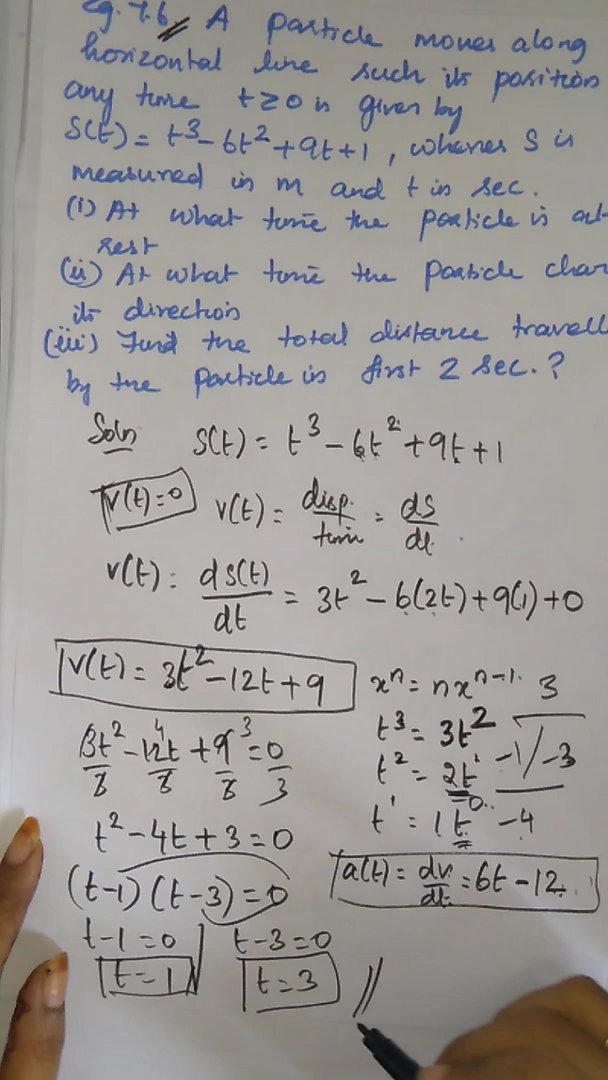 Eg. 7.6 A particle moves along
horizontal line such its position
any time t≥0 is given by
S(t) = t³ - 6t² + 9t + 1, whenes S is
measured in m and t in sec.
(i) At what time the particle is at
rest
(ii) At what time the particle chan
its direction
(iii) Find the total distance travell
by the particle in first 2 sec.?
Soln S(t) = t³ - 6t² + 9t + 1
V(t) = 0 V(t) = disp./time = ds/dt.
V(t) = ds(t)/dt = 3t² - 6(2t) + 9(1) + 0
V(t) = 3t² - 12t + 9
xⁿ = nxⁿ⁻¹. 3
t³ = 3t²
t² = 2t¹ -1/-3
t¹ = 1t⁰.. -4
3t²/3 - 12t/3 4 + 9/3 3 = 0/3
t² - 4t + 3 = 0
(t-1) (t-3) = 0
a(t) = dv/dt = 6t - 12.
t-1 = 0 t-3 = 0
t = 1 t = 3 //